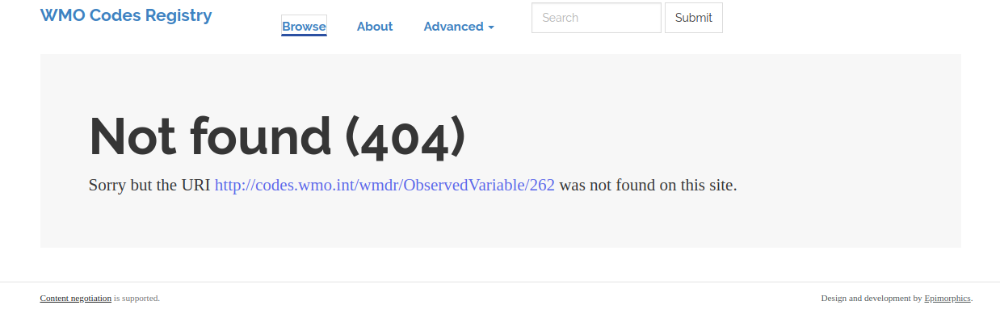 WMO Codes Registry
Browse About Advanced Search Submit
Not found (404)
Sorry but the URI http://codes.wmo.int/wmdr/ObservedVariable/262 was not found on this site.
Content negotiation is supported. Design and development by Epimorphics.